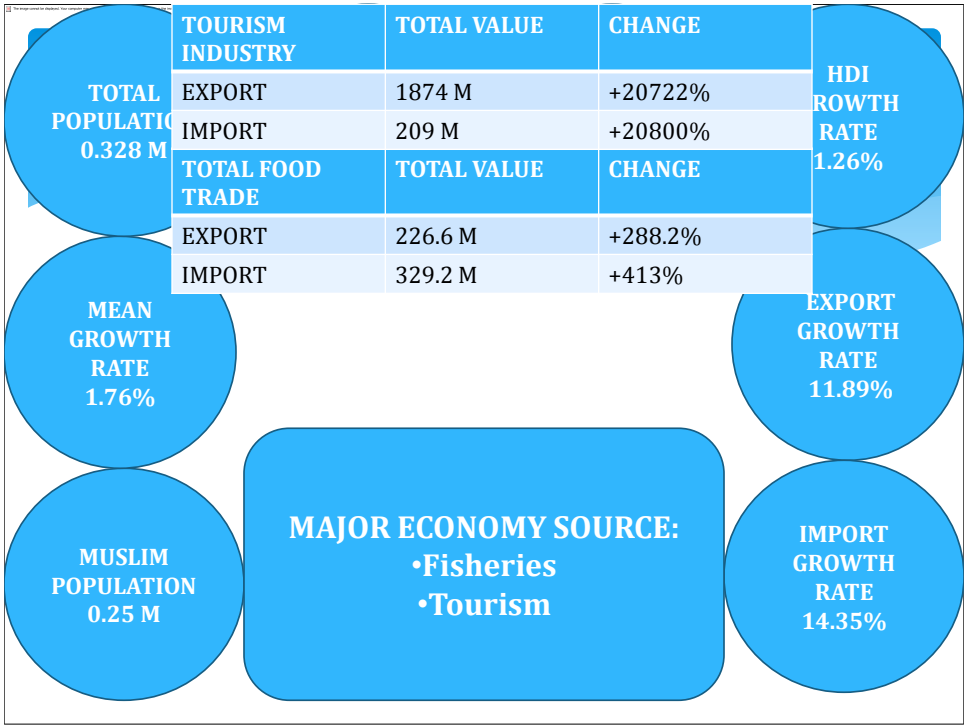 TOURISM INDUSTRY TOTAL VALUE CHANGE
EXPORT 1874 M +20722%
IMPORT 209 M +20800%
TOTAL FOOD TRADE TOTAL VALUE CHANGE
EXPORT 226.6 M +288.2%
IMPORT 329.2 M +413%
TOTAL
POPULATIO
0.328 M
HDI
ROWTH
RATE
1.26%
MEAN
GROWTH
RATE
1.76%
EXPORT
GROWTH
RATE
11.89%
MUSLIM
POPULATION
0.25 M
MAJOR ECONOMY SOURCE:
•Fisheries
•Tourism
IMPORT
GROWTH
RATE
14.35%